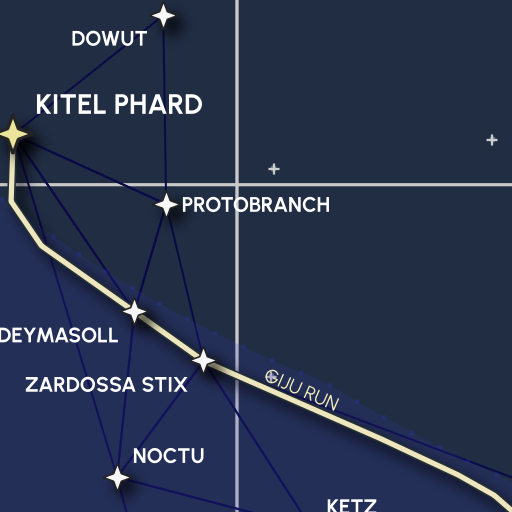 DOWUT
KITEL PHARD
PROTOBRANCH
DEYMASOLL
ZARDOSSA STIX
GIJU RUN
NOCTU
KETZ